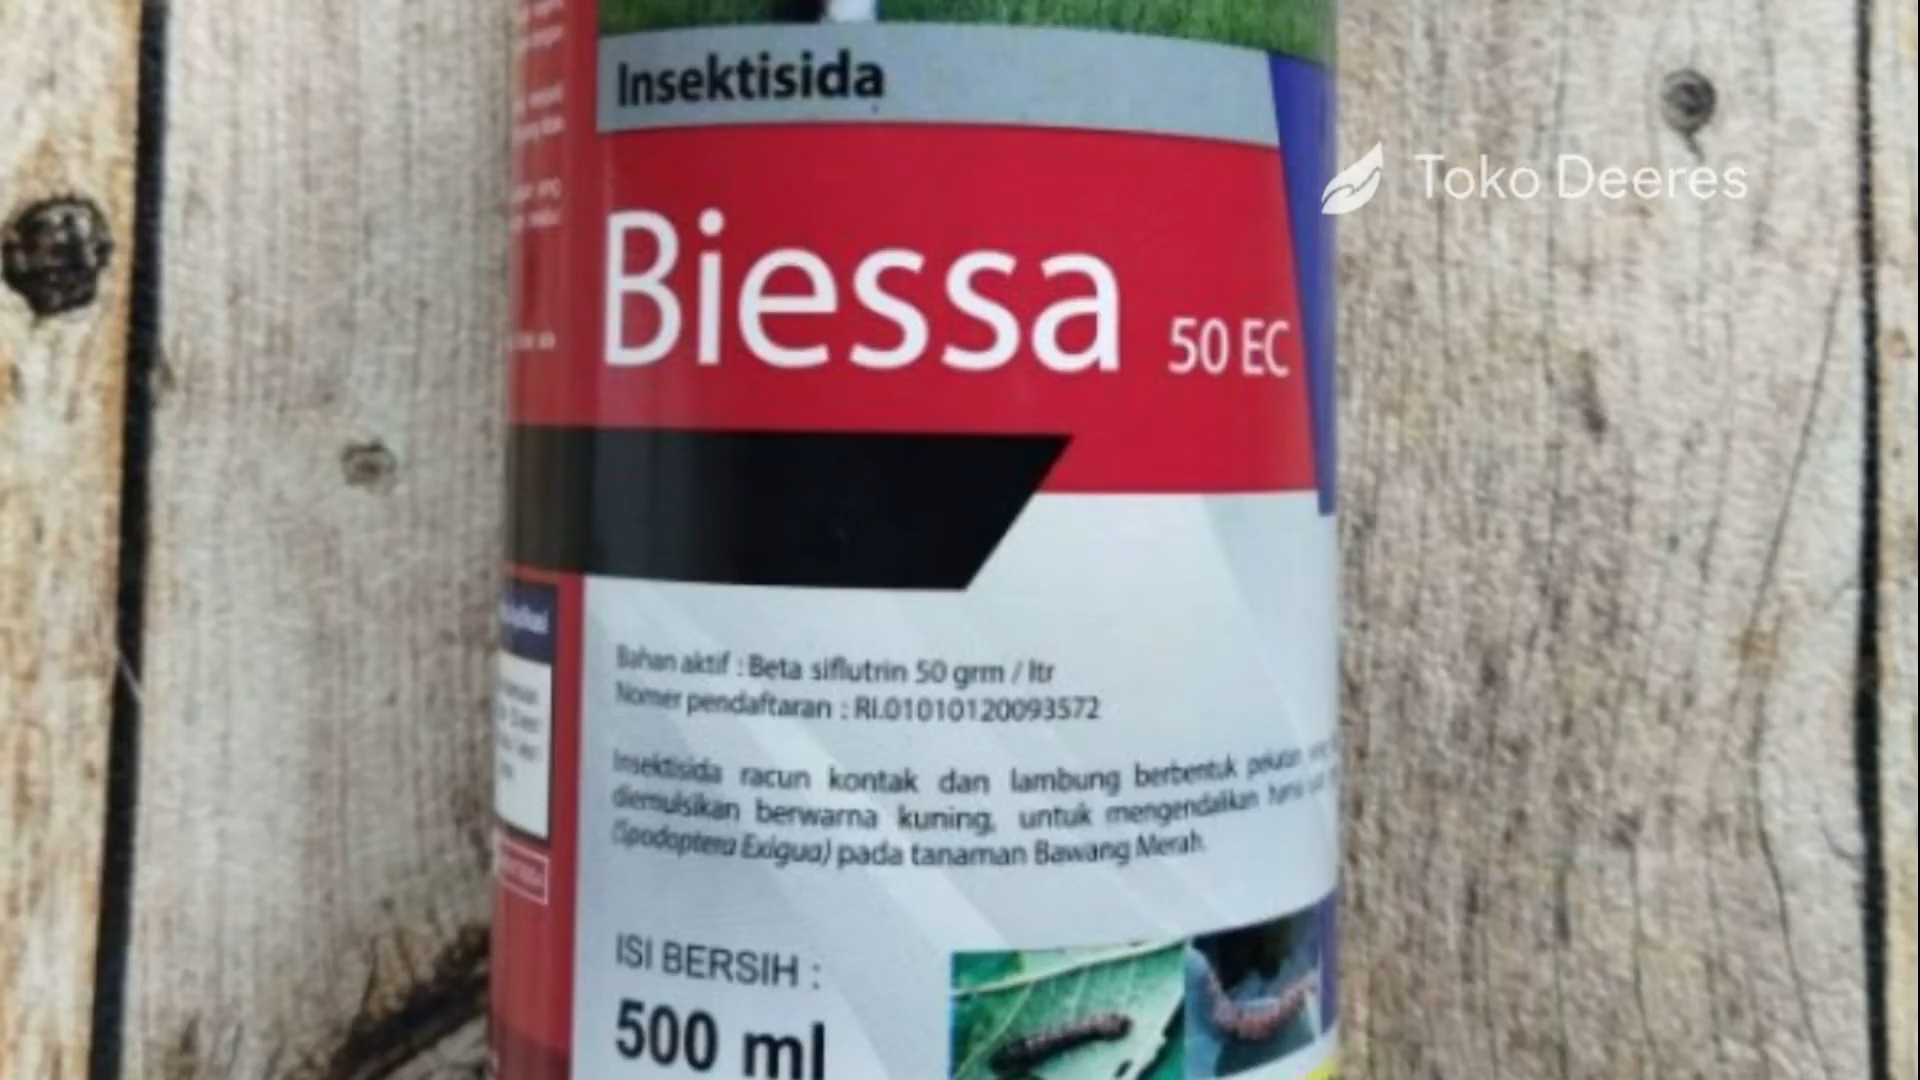 Insektisida
Toko Deeres
Biessa 50 EC
Bahan aktif : Beta siflutrin 50 grm / ltr
Nomer pendaftaran : RI.01010120093572
Insektisida racun kontak dan lambung berbentuk pekatan
diemulsikan berwarna kuning, untuk mengendalikan hama
(Spodoptera Exigua) pada tanaman Bawang Merah.
ISI BERSIH :
500 ml